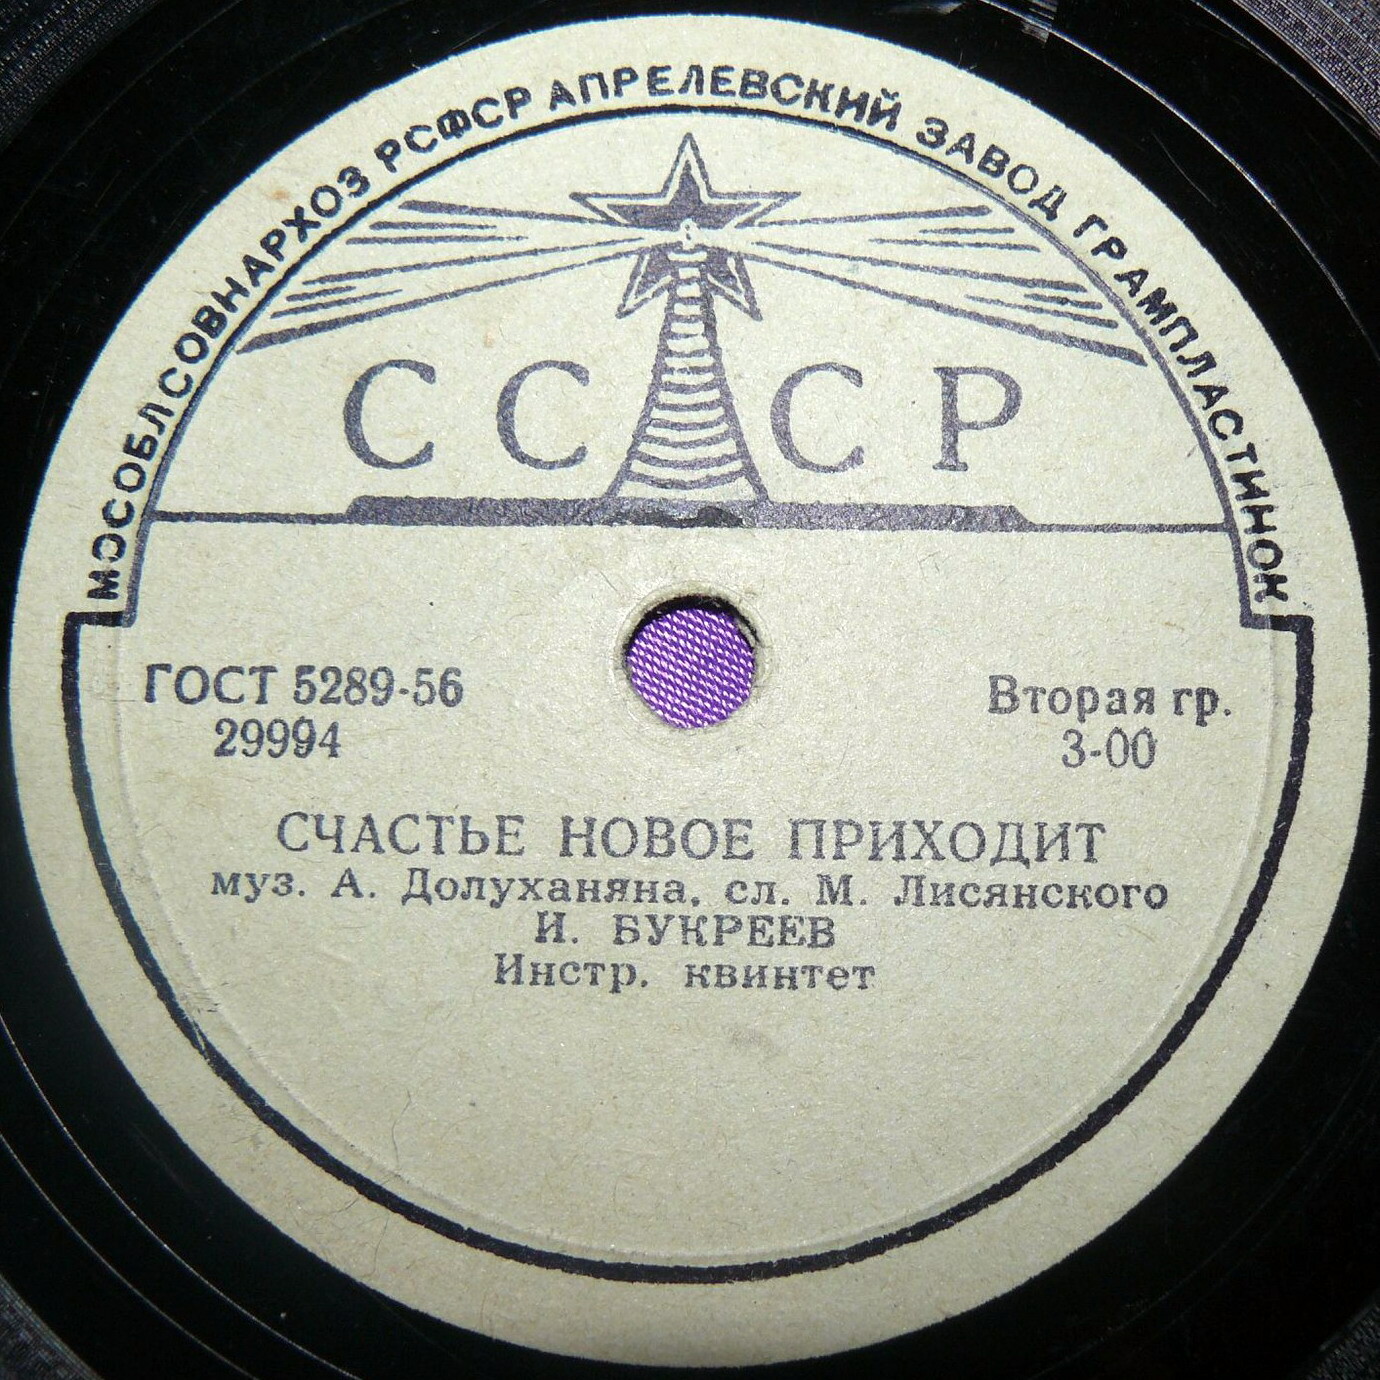 МОСОБЛСОВНАРХОЗ РСФСР АПРЕЛЕВСКИЙ ЗАВОД ГРАМПЛАСТИНОК
СССР
ГОСТ 5289-56
29994
Вторая гр.
3-00
СЧАСТЬЕ НОВОЕ ПРИХОДИТ
муз. А. Долуханяна, сл. М. Лисянского
И. БУКРЕЕВ
Инстр. квинтет